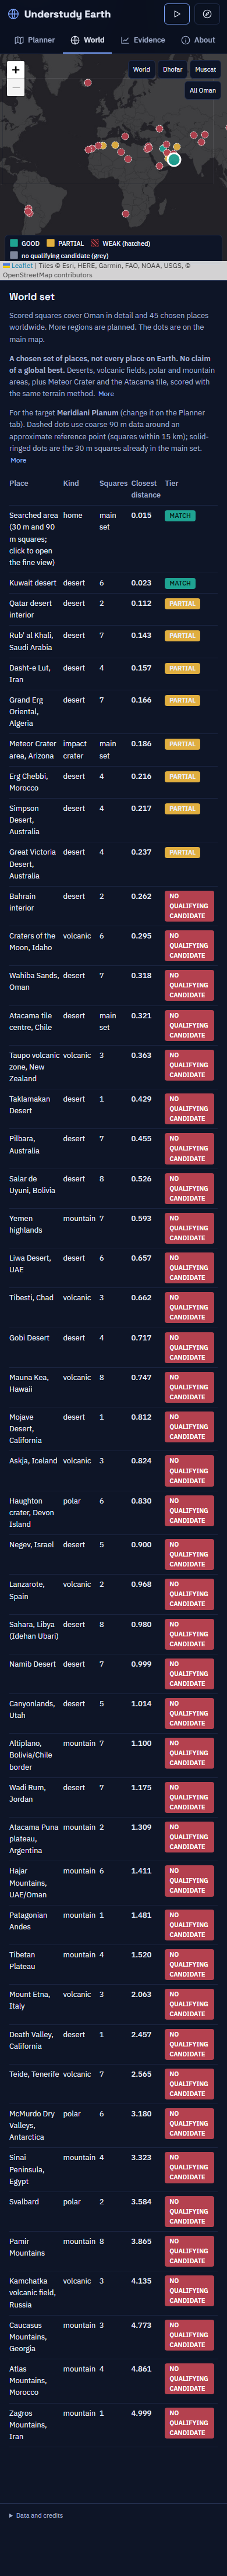 Understudy Earth
Planner World Evidence About
+
−
World Dhofar Muscat
All Oman
GOOD PARTIAL WEAK (hatched)
no qualifying candidate (grey)
Leaflet | Tiles © Esri, HERE, Garmin, FAO, NOAA, USGS, ©
OpenStreetMap contributors
World set
Scored squares cover Oman in detail and 45 chosen places
worldwide. More regions are planned. The dots are on the
main map.
A chosen set of places, not every place on Earth. No claim
of a global best. Deserts, volcanic fields, polar and mountain
areas, plus Meteor Crater and the Atacama tile, scored with
the same terrain method. More
For the target Meridiani Planum (change it on the Planner
tab). Dashed dots use coarse 90 m data around an
approximate reference point (squares within 15 km); solid-
ringed dots are the 30 m squares already in the main set.
More
Place Kind Squares Closest distance Tier
Searched area (30 m and 90 m squares; click to open the fine view) home main set 0.015 MATCH
Kuwait desert desert 6 0.023 MATCH
Qatar desert interior desert 2 0.112 PARTIAL
Rub' al Khali, Saudi Arabia desert 7 0.143 PARTIAL
Dasht-e Lut, Iran desert 4 0.157 PARTIAL
Grand Erg Oriental, Algeria desert 7 0.166 PARTIAL
Meteor Crater area, Arizona impact crater main set 0.186 PARTIAL
Erg Chebbi, Morocco desert 4 0.216 PARTIAL
Simpson Desert, Australia desert 4 0.217 PARTIAL
Great Victoria Desert, Australia desert 4 0.237 PARTIAL
Bahrain interior desert 2 0.262 NO QUALIFYING CANDIDATE
Craters of the Moon, Idaho volcanic 6 0.295 NO QUALIFYING CANDIDATE
Wahiba Sands, Oman desert 7 0.318 NO QUALIFYING CANDIDATE
Atacama tile centre, Chile desert main set 0.321 NO QUALIFYING CANDIDATE
Taupo volcanic zone, New Zealand volcanic 3 0.363 NO QUALIFYING CANDIDATE
Taklamakan Desert desert 1 0.429 NO QUALIFYING CANDIDATE
Pilbara, Australia desert 7 0.455 NO QUALIFYING CANDIDATE
Salar de Uyuni, Bolivia desert 8 0.526 NO QUALIFYING CANDIDATE
Yemen highlands mountain 7 0.593 NO QUALIFYING CANDIDATE
Liwa Desert, UAE desert 6 0.657 NO QUALIFYING CANDIDATE
Tibesti, Chad volcanic 3 0.662 NO QUALIFYING CANDIDATE
Gobi Desert desert 4 0.717 NO QUALIFYING CANDIDATE
Mauna Kea, Hawaii volcanic 8 0.747 NO QUALIFYING CANDIDATE
Mojave Desert, California desert 1 0.812 NO QUALIFYING CANDIDATE
Askja, Iceland volcanic 3 0.824 NO QUALIFYING CANDIDATE
Haughton crater, Devon Island polar 6 0.830 NO QUALIFYING CANDIDATE
Negev, Israel desert 5 0.900 NO QUALIFYING CANDIDATE
Lanzarote, Spain volcanic 2 0.968 NO QUALIFYING CANDIDATE
Sahara, Libya (Idehan Ubari) desert 8 0.980 NO QUALIFYING CANDIDATE
Namib Desert desert 7 0.999 NO QUALIFYING CANDIDATE
Canyonlands, Utah desert 5 1.014 NO QUALIFYING CANDIDATE
Altiplano, Bolivia/Chile border mountain 7 1.100 NO QUALIFYING CANDIDATE
Wadi Rum, Jordan desert 7 1.175 NO QUALIFYING CANDIDATE
Atacama Puna plateau, Argentina mountain 2 1.309 NO QUALIFYING CANDIDATE
Hajar Mountains, UAE/Oman mountain 6 1.411 NO QUALIFYING CANDIDATE
Patagonian Andes mountain 1 1.481 NO QUALIFYING CANDIDATE
Tibetan Plateau mountain 4 1.520 NO QUALIFYING CANDIDATE
Mount Etna, Italy volcanic 3 2.063 NO QUALIFYING CANDIDATE
Death Valley, California desert 1 2.457 NO QUALIFYING CANDIDATE
Teide, Tenerife volcanic 7 2.565 NO QUALIFYING CANDIDATE
McMurdo Dry Valleys, Antarctica polar 6 3.180 NO QUALIFYING CANDIDATE
Sinai Peninsula, Egypt mountain 4 3.323 NO QUALIFYING CANDIDATE
Svalbard polar 2 3.584 NO QUALIFYING CANDIDATE
Pamir Mountains mountain 8 3.865 NO QUALIFYING CANDIDATE
Kamchatka volcanic field, Russia volcanic 3 4.135 NO QUALIFYING CANDIDATE
Caucasus Mountains, Georgia mountain 3 4.773 NO QUALIFYING CANDIDATE
Atlas Mountains, Morocco mountain 4 4.861 NO QUALIFYING CANDIDATE
Zagros Mountains, Iran mountain 1 4.999 NO QUALIFYING CANDIDATE
Data and credits